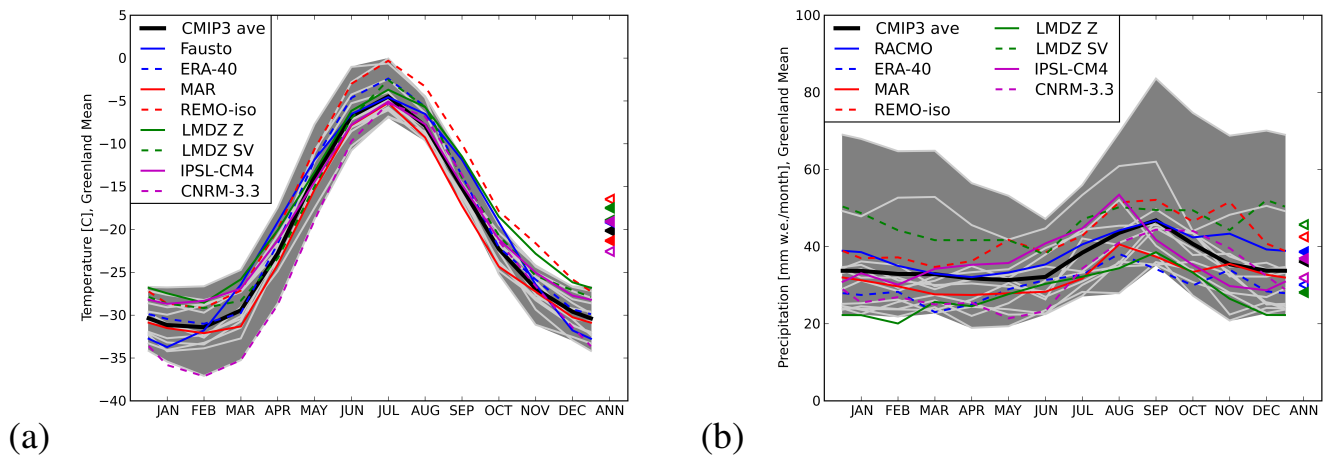 CMIP3 ave
Fausto
ERA-40
MAR
REMO-iso
LMDZ Z
LMDZ SV
IPSL-CM4
CNRM-3.3
Temperature [C], Greenland Mean
5
0
−5
−10
−15
−20
−25
−30
−35
−40
JAN FEB MAR APR MAY JUN JUL AUG SEP OCT NOV DEC ANN
(a)
CMIP3 ave
RACMO
ERA-40
MAR
REMO-iso
LMDZ Z
LMDZ SV
IPSL-CM4
CNRM-3.3
Precipitation [mm w.e./month], Greenland Mean
100
80
60
40
20
0
JAN FEB MAR APR MAY JUN JUL AUG SEP OCT NOV DEC ANN
(b)